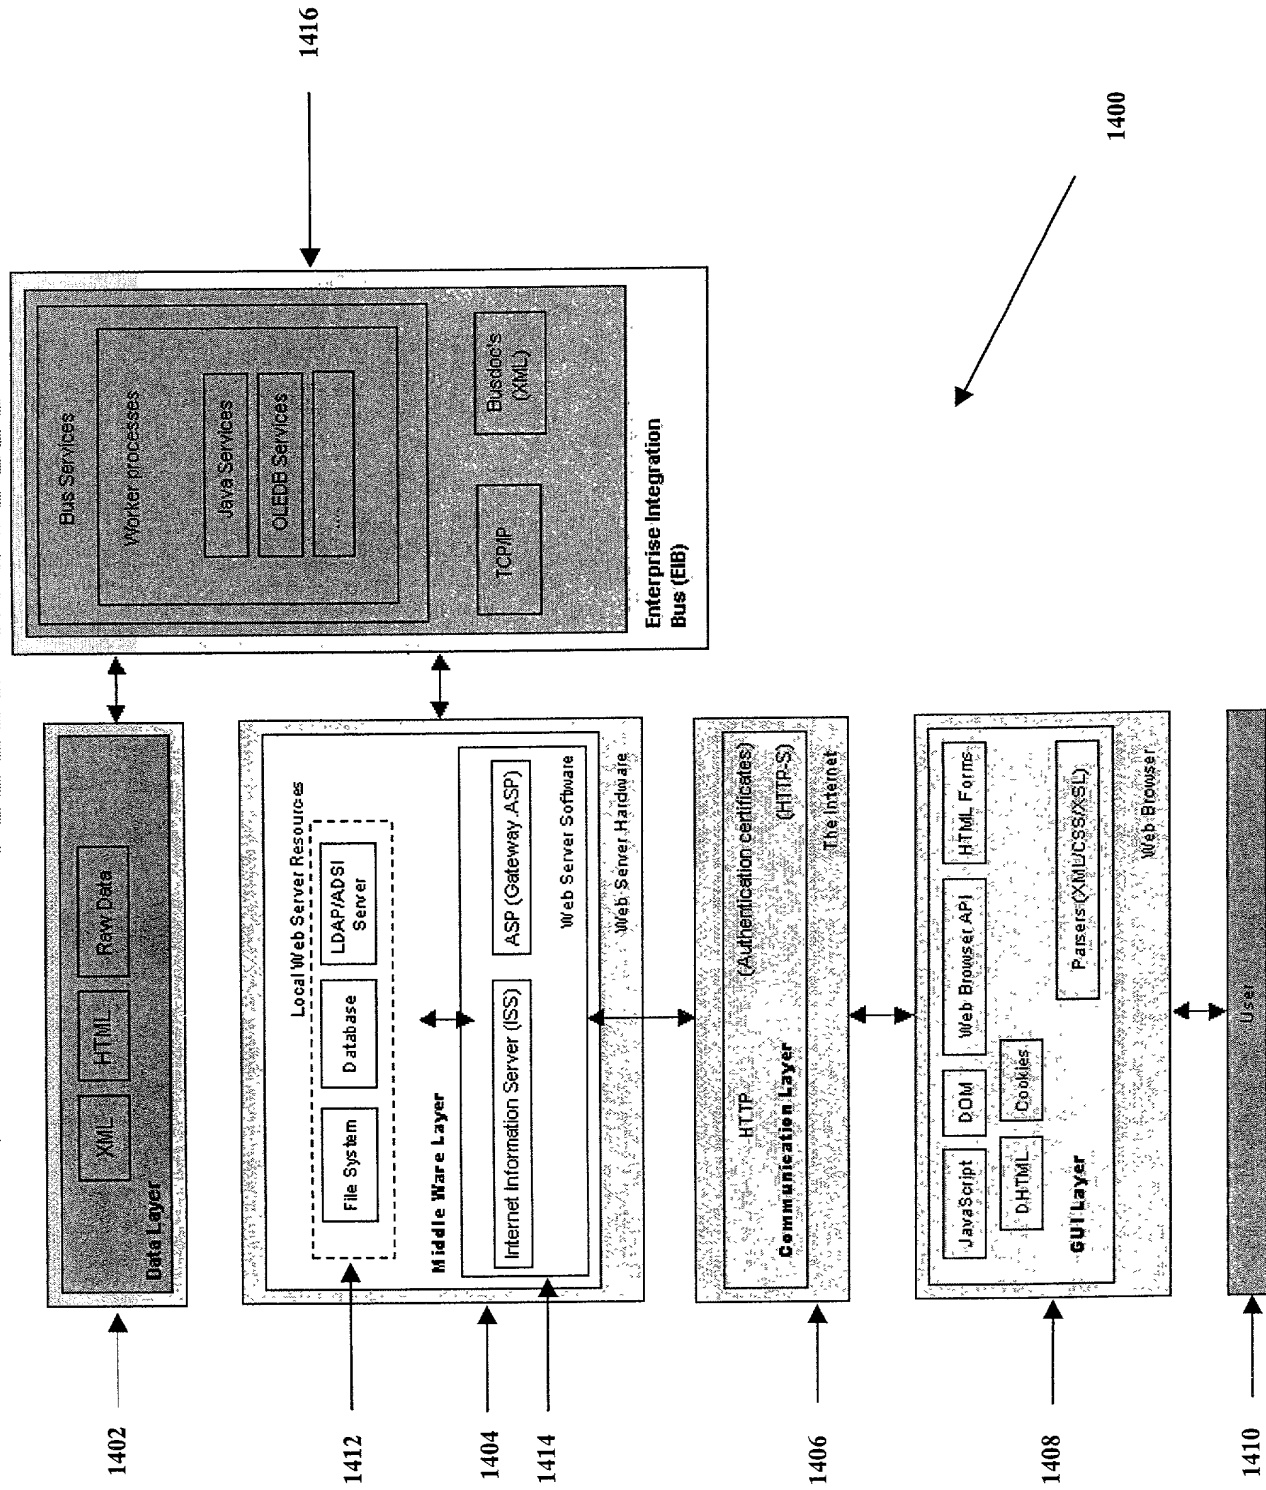 1416
1400
Bus Services
Worker processes
Java Services
OLEDB Services
.....
TCP/IP
Busdoc's
(XML)
Enterprise Integration
Bus (EIB)
XML
HTML
Raw Data
Data Layer
1402
Local Web Server Resources
File System
Database
LDAP/ADSI
Server
1412
Middle Ware Layer
Internet Information Server (ISS)
ASP (Gateway.ASP)
Web Server Software
Web Server Hardware
1404
1414
HTTP
(Authentication certificates)
Communication Layer
(HTTP-S)
The Internet
1406
JavaScript
DOM
Web Browser API
HTML Forms
DHTML
Cookies
GUI Layer
Parsers (XML/CSS/XSL)
Web Browser
1408
User
1410